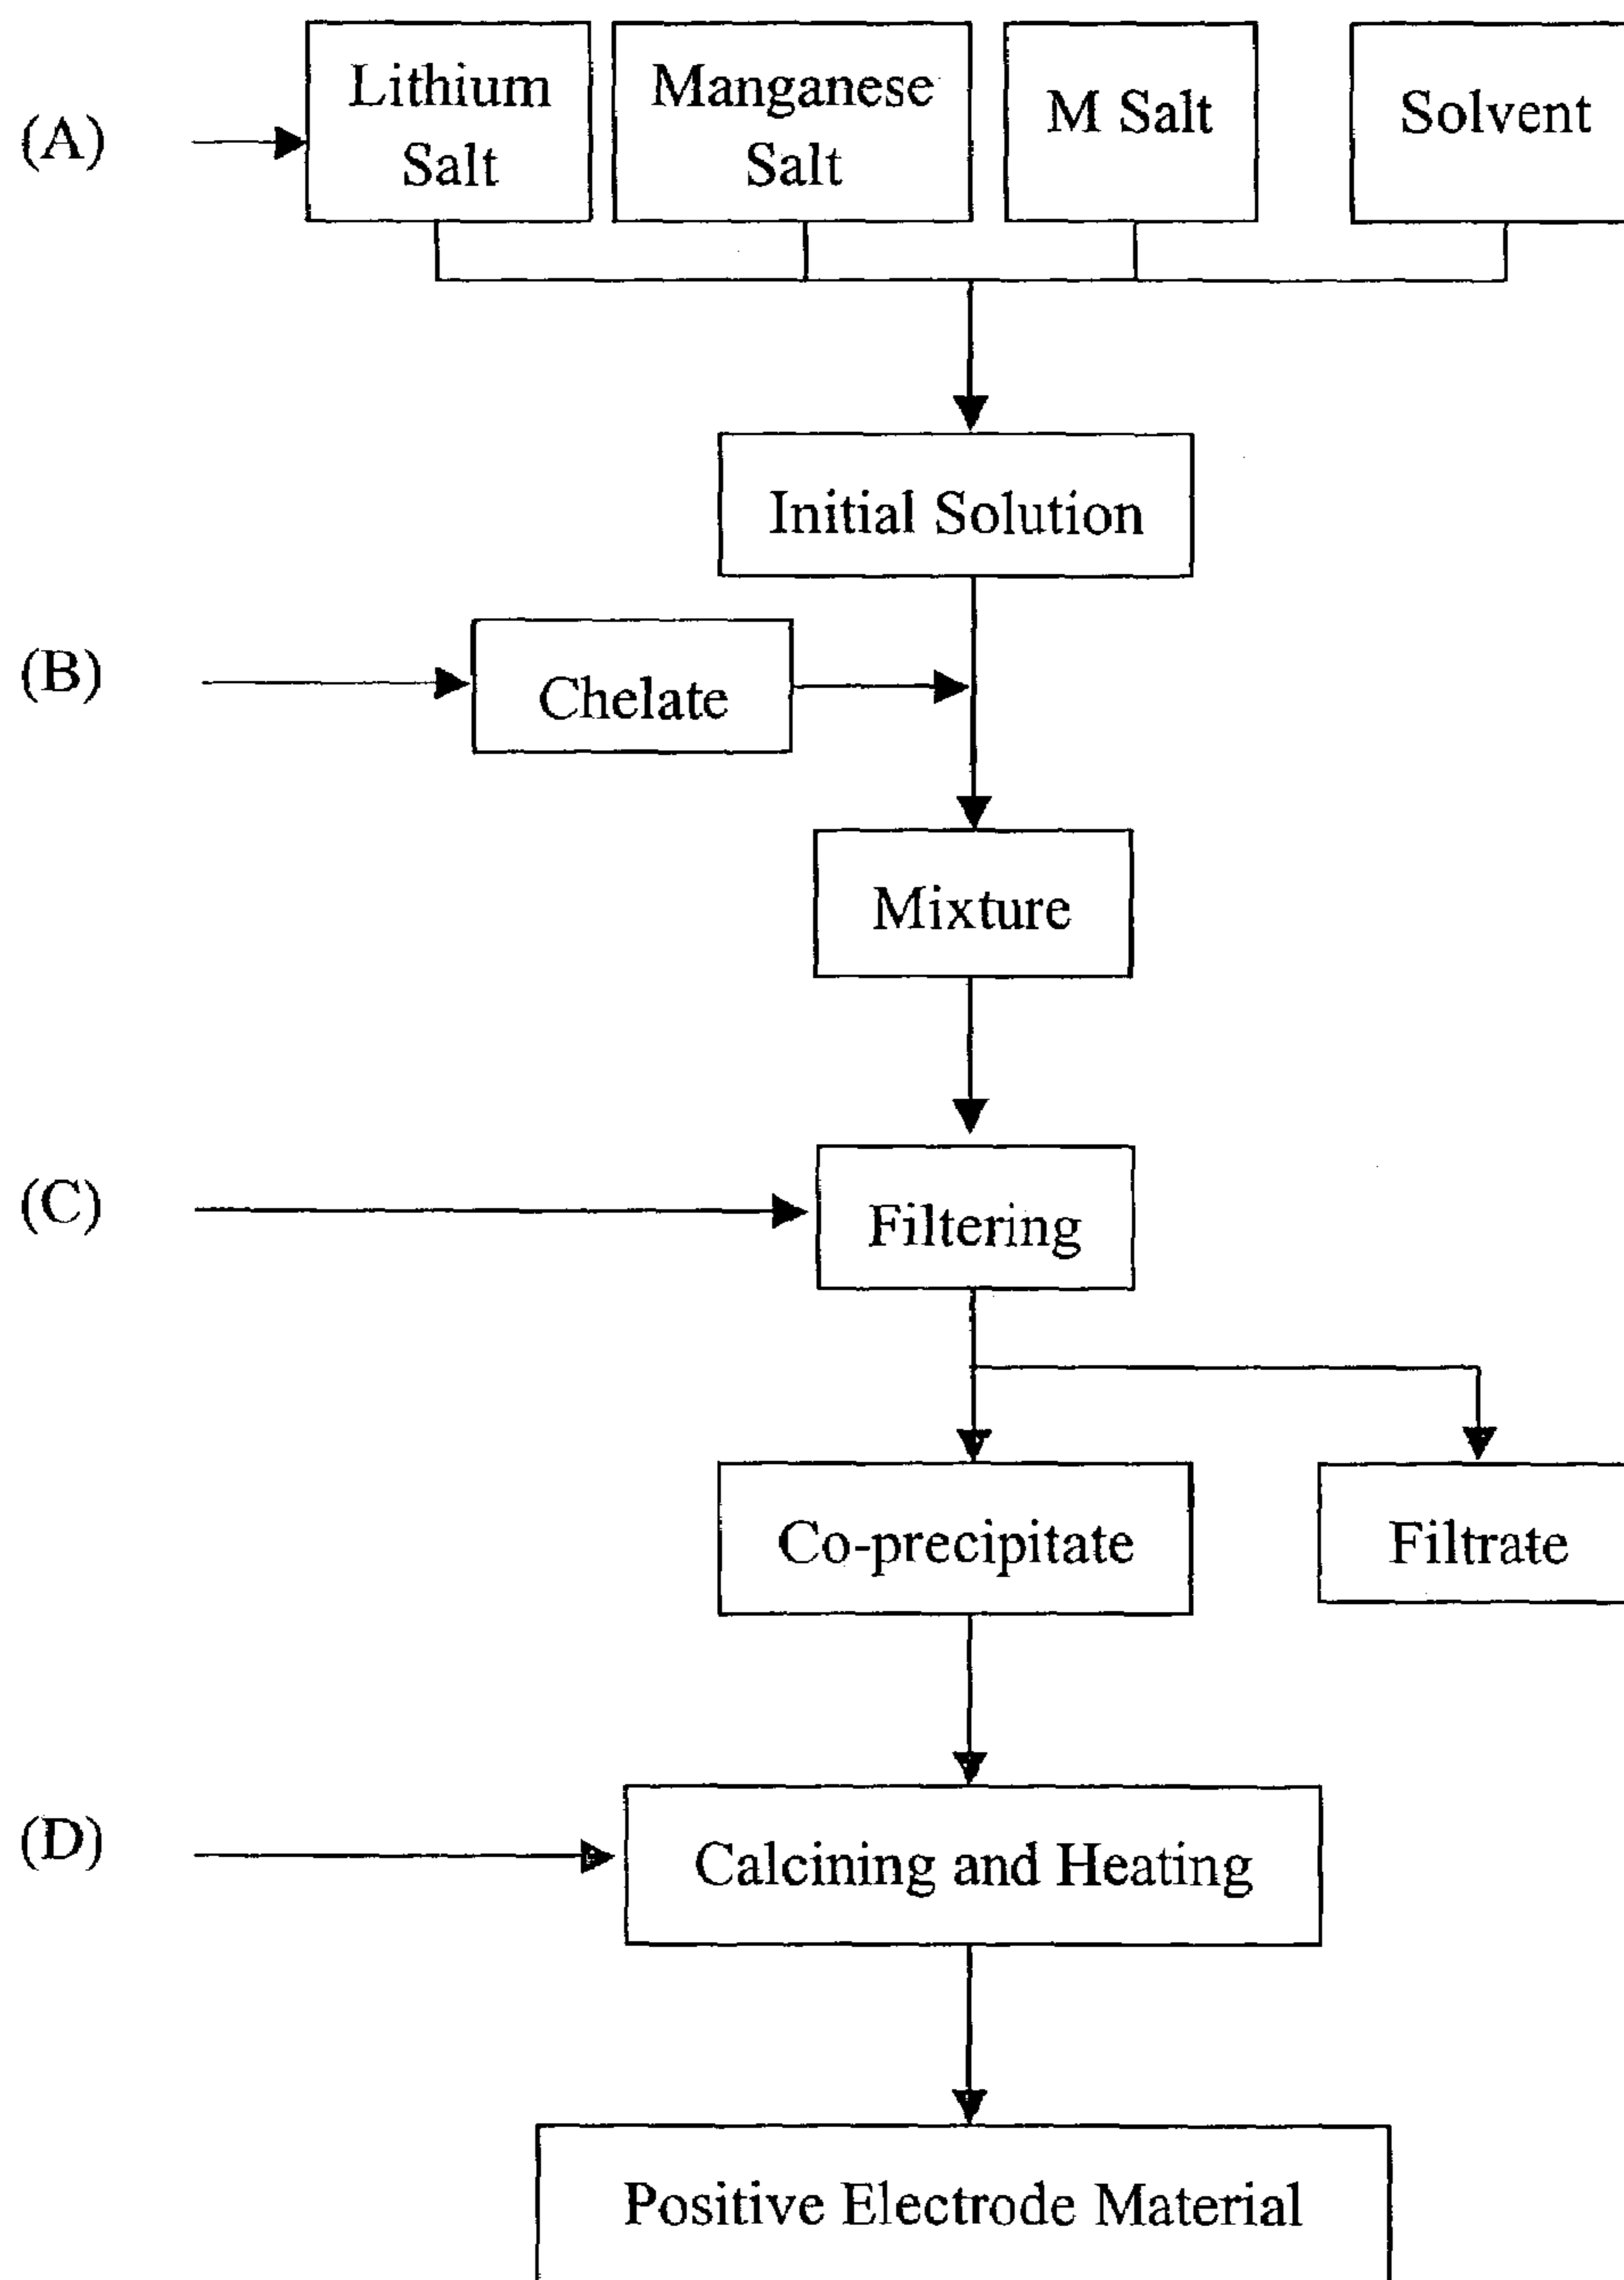 (A)
Lithium
Salt
Manganese
Salt
M Salt
Solvent
Initial Solution
(B)
Chelate
Mixture
(C)
Filtering
Co-precipitate
Filtrate
(D)
Calcining and Heating
Positive Electrode Material